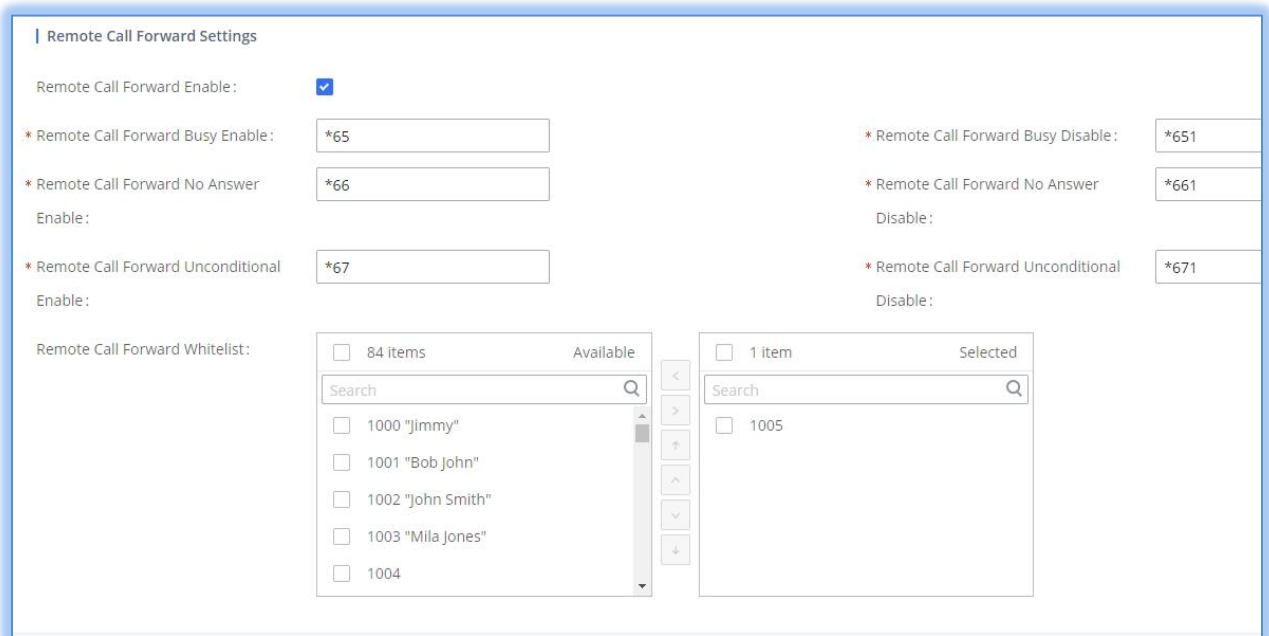 Remote Call Forward Settings
Remote Call Forward Enable :
* Remote Call Forward Busy Enable : *65 * Remote Call Forward Busy Disable : *651
* Remote Call Forward No Answer Enable : *66 * Remote Call Forward No Answer Disable : *661
* Remote Call Forward Unconditional Enable : *67 * Remote Call Forward Unconditional Disable : *671
Remote Call Forward Whitelist :
84 items Available
Search
1000 "Jimmy"
1001 "Bob John"
1002 "John Smith"
1003 "Mila Jones"
1004
1 item Selected
Search
1005